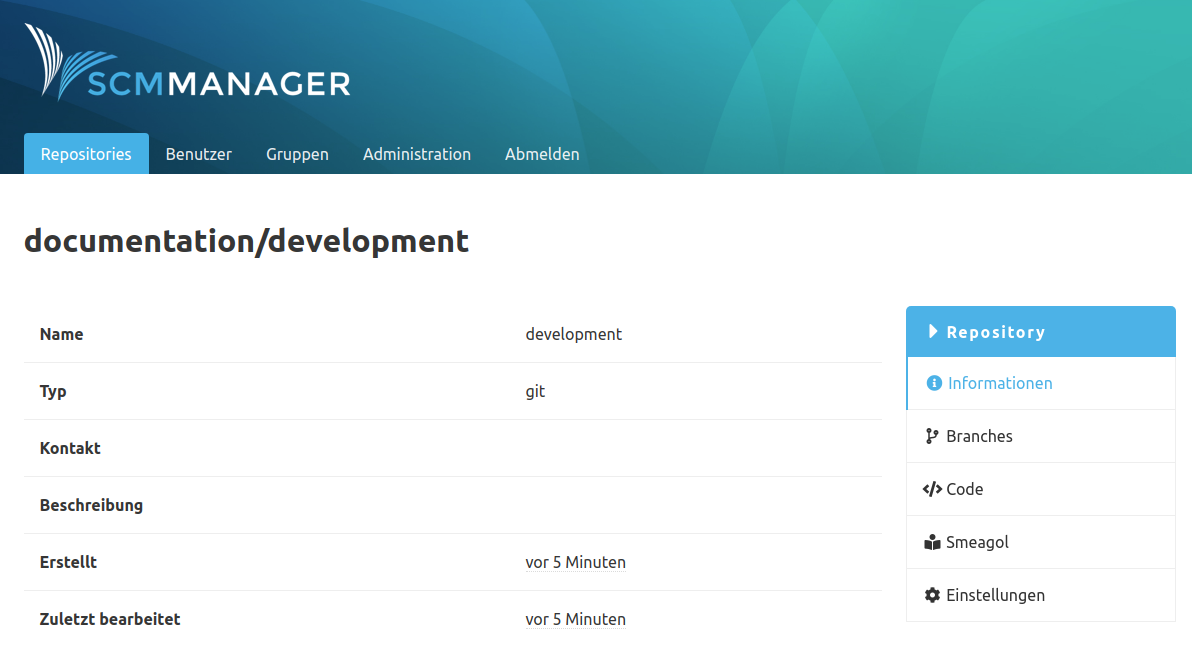 SCMMANAGER
Repositories Benutzer Gruppen Administration Abmelden
documentation/development
Name development
Typ git
Kontakt
Beschreibung
Erstellt vor 5 Minuten
Zuletzt bearbeitet vor 5 Minuten
Repository
Informationen
Branches
Code
Smeagol
Einstellungen